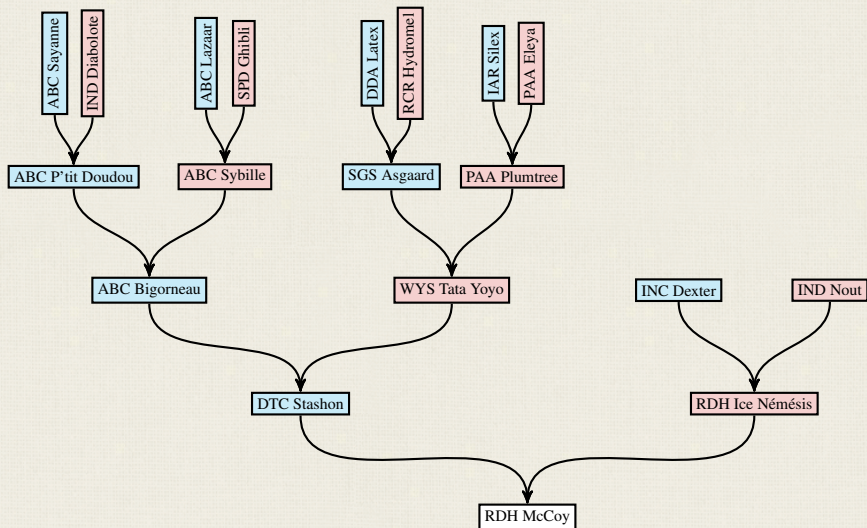 ABC Sayanne
IND Diabolote
ABC Lazaar
SPD Ghibli
DDA Latex
RCR Hydromel
IAR Silex
PAA Eleya
ABC P'tit Doudou
ABC Sybille
SGS Asgaard
PAA Plumtree
ABC Bigorneau
WYS Tata Yoyo
INC Dexter
IND Nout
DTC Stashon
RDH Ice Némésis
RDH McCoy